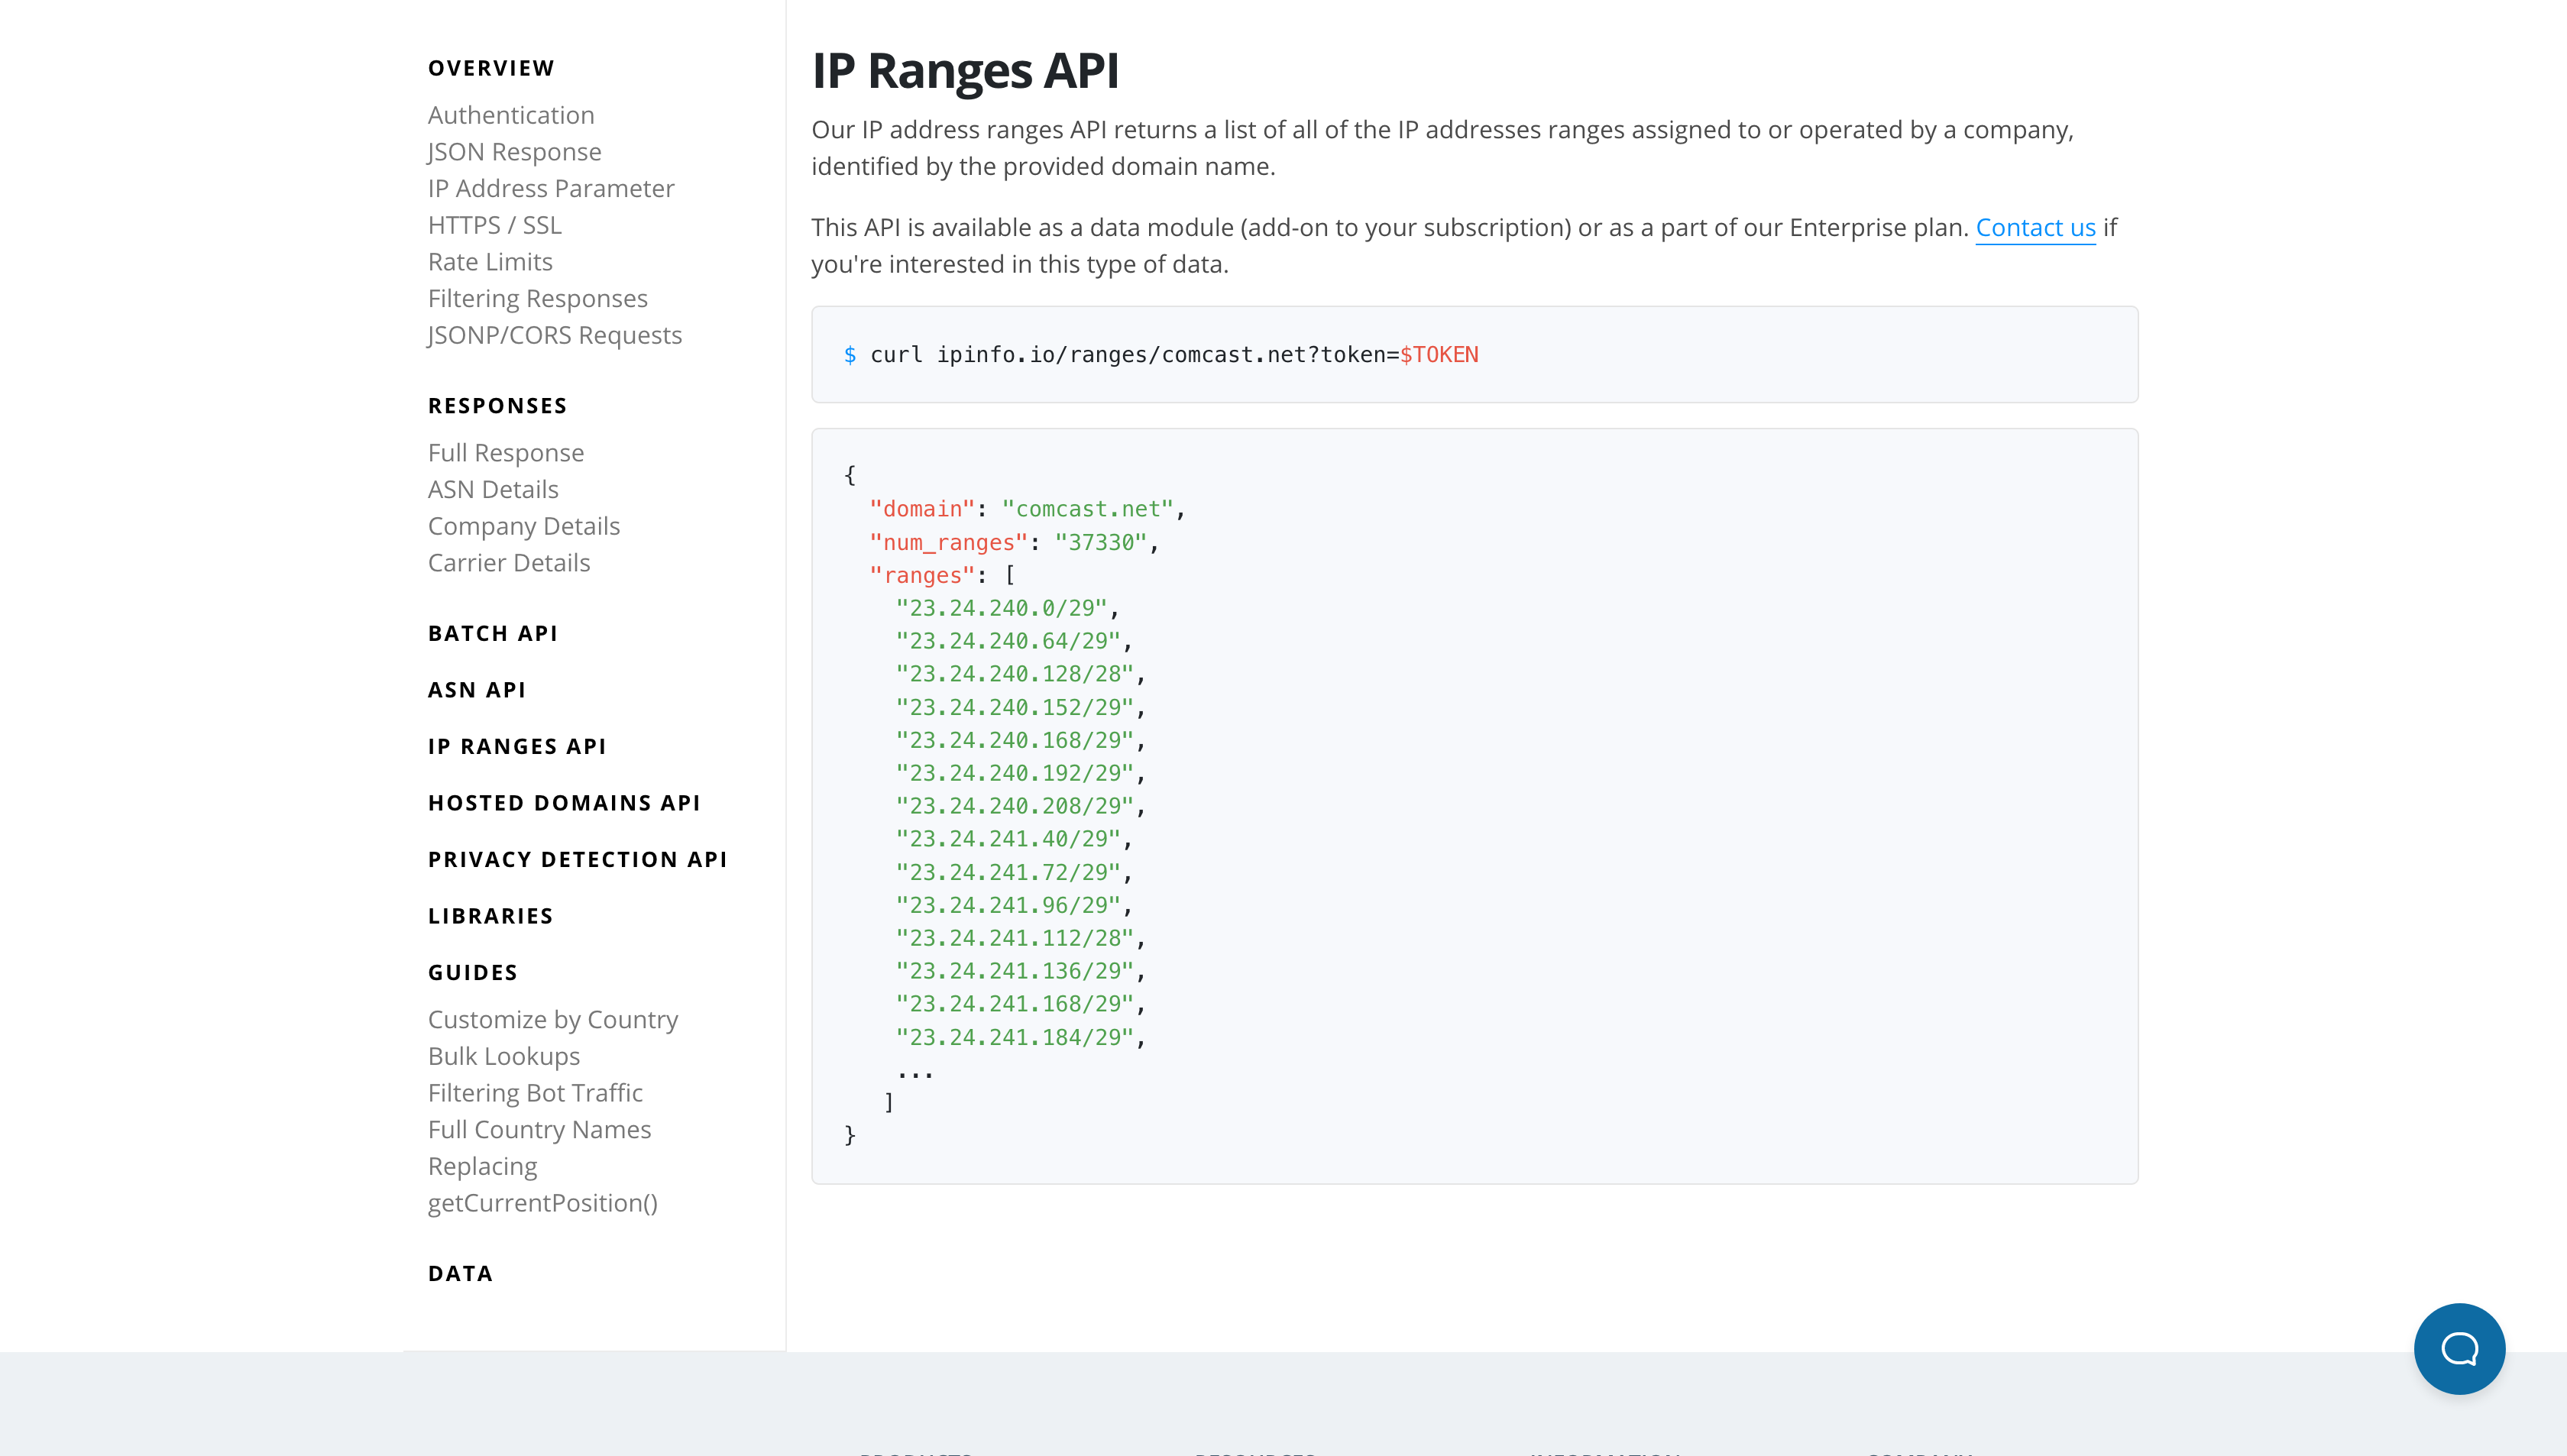 OVERVIEW
Authentication
JSON Response
IP Address Parameter
HTTPS / SSL
Rate Limits
Filtering Responses
JSONP/CORS Requests
RESPONSES
Full Response
ASN Details
Company Details
Carrier Details
BATCH API
ASN API
IP RANGES API
HOSTED DOMAINS API
PRIVACY DETECTION API
LIBRARIES
GUIDES
Customize by Country
Bulk Lookups
Filtering Bot Traffic
Full Country Names
Replacing
getCurrentPosition()
DATA
IP Ranges API
Our IP address ranges API returns a list of all of the IP addresses ranges assigned to or operated by a company,
identified by the provided domain name.
This API is available as a data module (add-on to your subscription) or as a part of our Enterprise plan. Contact us if
you're interested in this type of data.
$ curl ipinfo.io/ranges/comcast.net?token=$TOKEN
{
"domain": "comcast.net",
"num_ranges": "37330",
"ranges": [
"23.24.240.0/29",
"23.24.240.64/29",
"23.24.240.128/28",
"23.24.240.152/29",
"23.24.240.168/29",
"23.24.240.192/29",
"23.24.240.208/29",
"23.24.241.40/29",
"23.24.241.72/29",
"23.24.241.96/29",
"23.24.241.112/28",
"23.24.241.136/29",
"23.24.241.168/29",
"23.24.241.184/29",
...
]
}
PRODUCTS RESOURCES INFORMATION COMPANY